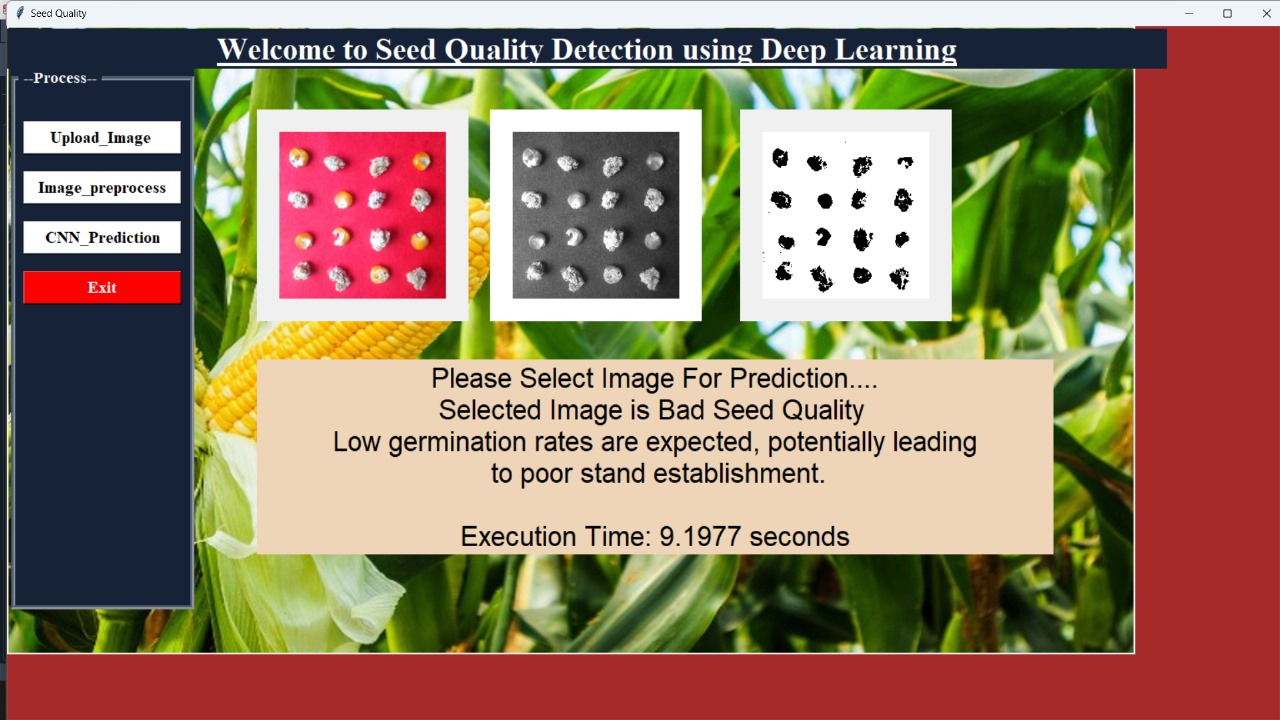 Seed Quality
Welcome to Seed Quality Detection using Deep Learning
--Process--
Upload_Image
Image_preprocess
CNN_Prediction
Exit
Please Select Image For Prediction....
Selected Image is Bad Seed Quality
Low germination rates are expected, potentially leading
to poor stand establishment.
Execution Time: 9.1977 seconds